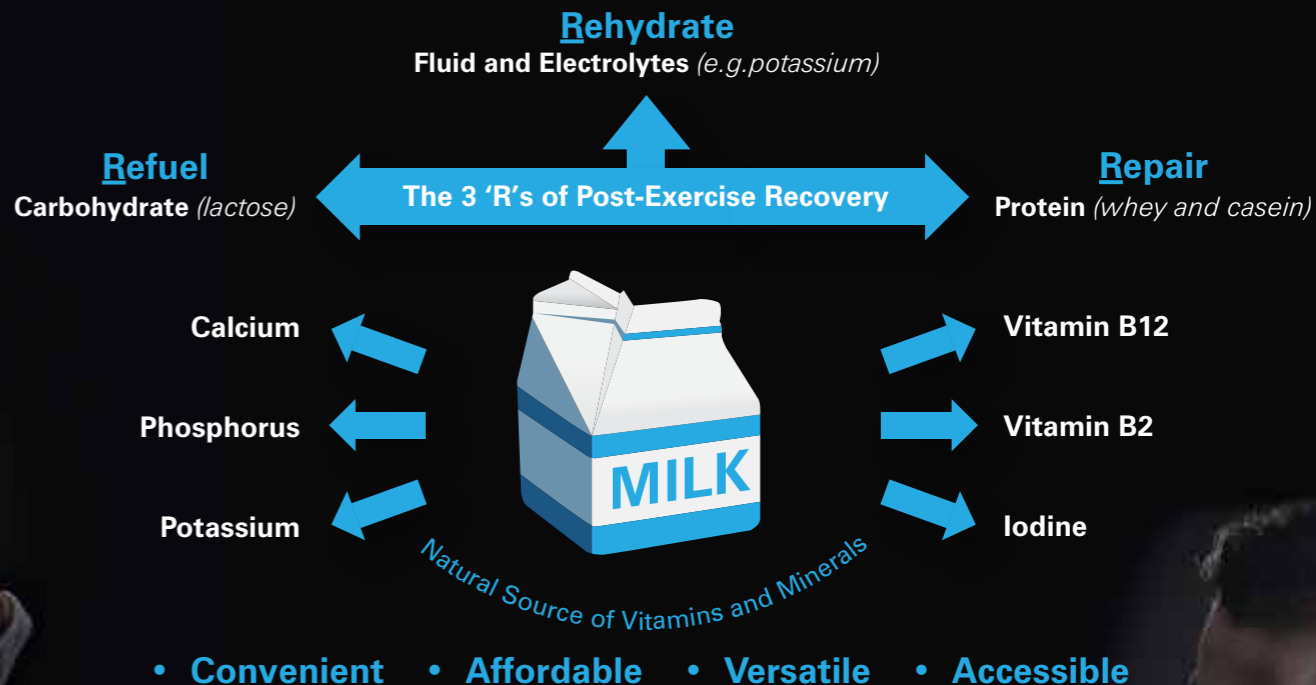 Rehydrate
Fluid and Electrolytes (e.g.potassium)
Refuel
Carbohydrate (lactose)
The 3 ‘R’s of Post-Exercise Recovery
Repair
Protein (whey and casein)
Calcium
Phosphorus
Potassium
MILK
Vitamin B12
Vitamin B2
Iodine
Natural Source of Vitamins and Minerals
• Convenient • Affordable • Versatile • Accessible